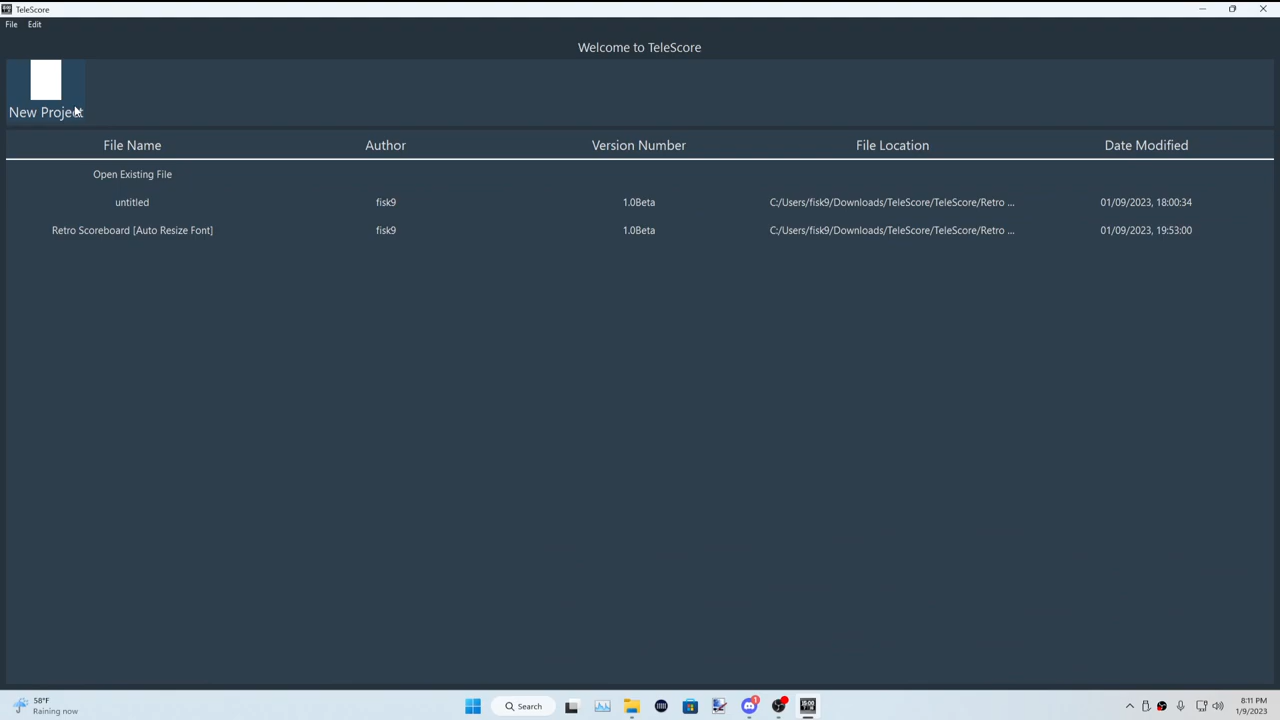 TeleScore
File Edit
Welcome to TeleScore
New Project
File Name Author Version Number File Location Date Modified
Open Existing File
untitled fisk9 1.0Beta C:/Users/fisk9/Downloads/TeleScore/TeleScore/Retro ... 01/09/2023, 18:00:34
Retro Scoreboard [Auto Resize Font] fisk9 1.0Beta C:/Users/fisk9/Downloads/TeleScore/TeleScore/Retro ... 01/09/2023, 19:53:00
58°F
Raining now
Search
1
8:11 PM
1/9/2023